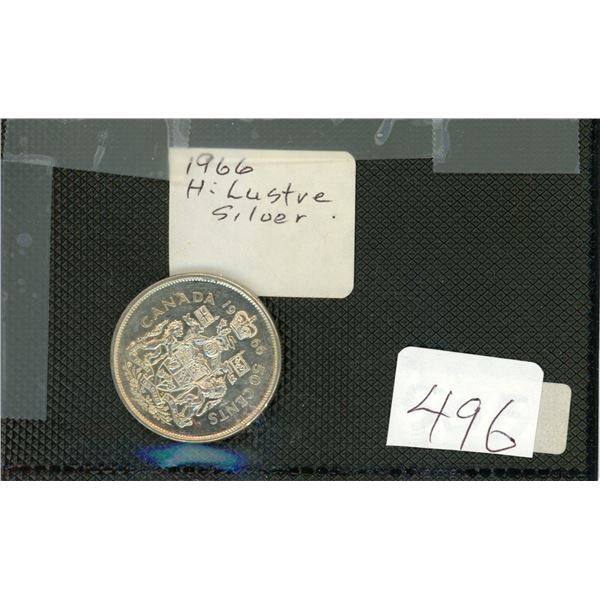 1966
Hi Lustre
Silver.
CANADA 1966 50 CENTS
496